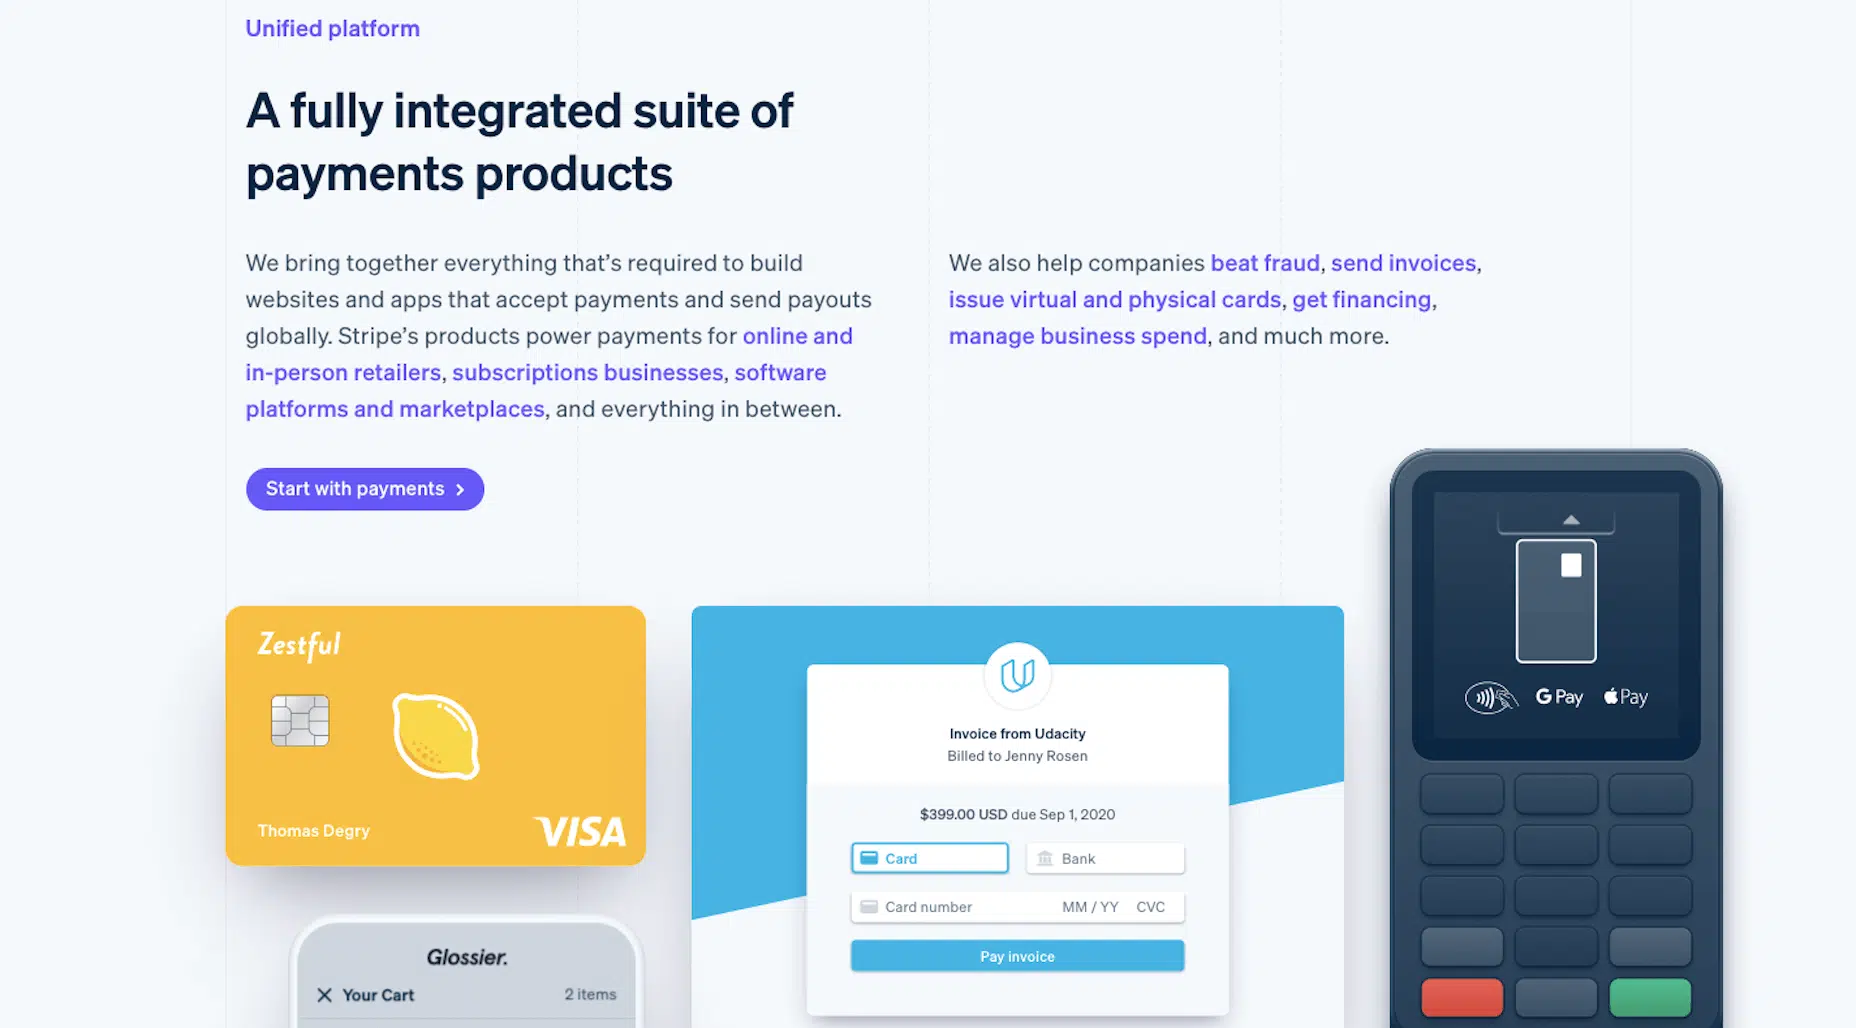 Unified platform
A fully integrated suite of
payments products
We bring together everything that’s required to build
websites and apps that accept payments and send payouts
globally. Stripe’s products power payments for online and
in-person retailers, subscriptions businesses, software
platforms and marketplaces, and everything in between.
We also help companies beat fraud, send invoices,
issue virtual and physical cards, get financing,
manage business spend, and much more.
Start with payments
Zestful
Thomas Degry
VISA
Glossier.
Your Cart
2 items
Invoice from Udacity
Billed to Jenny Rosen
$399.00 USD due Sep 1, 2020
Card
Bank
Card number MM / YY CVC
Pay invoice
G Pay
Pay